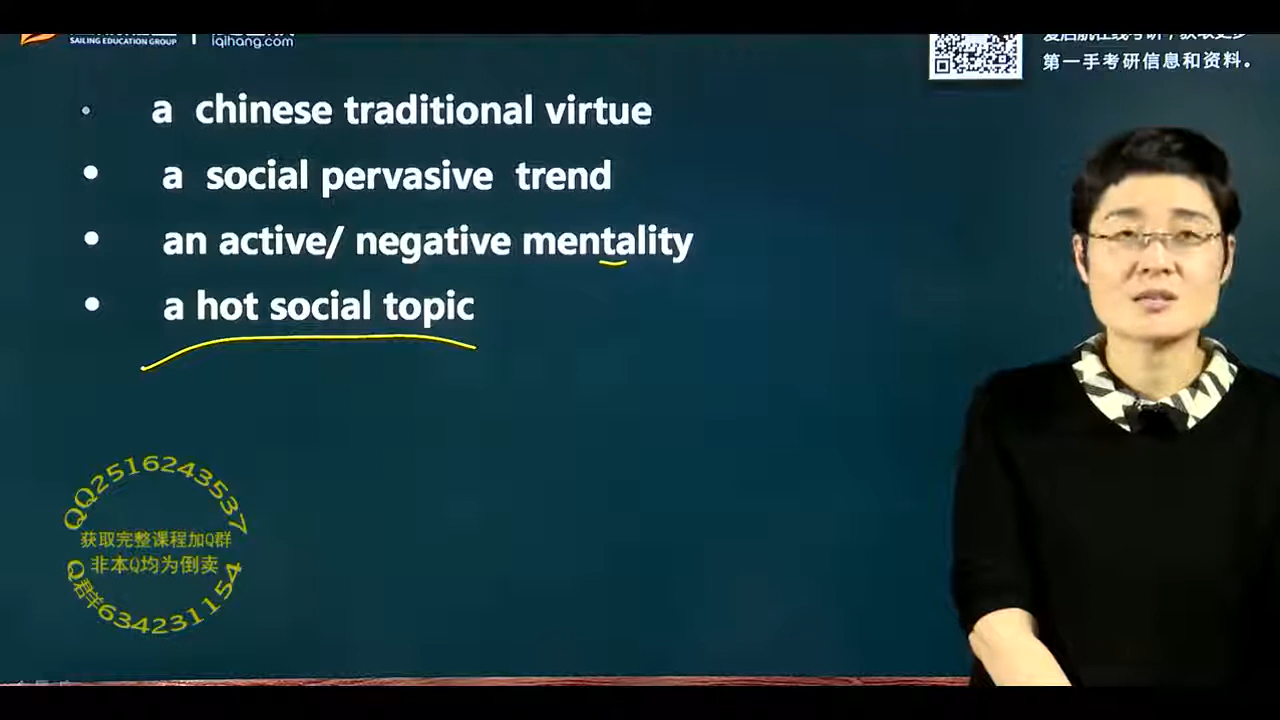 SAILING EDUCATION GROUP
iqihang.com
第一手考研信息和资料。
a chinese traditional virtue
a social pervasive trend
an active/ negative mentality
a hot social topic
QQ2516243537
获取完整课程加Q群
非本Q均为倒卖
Q群羊634231154